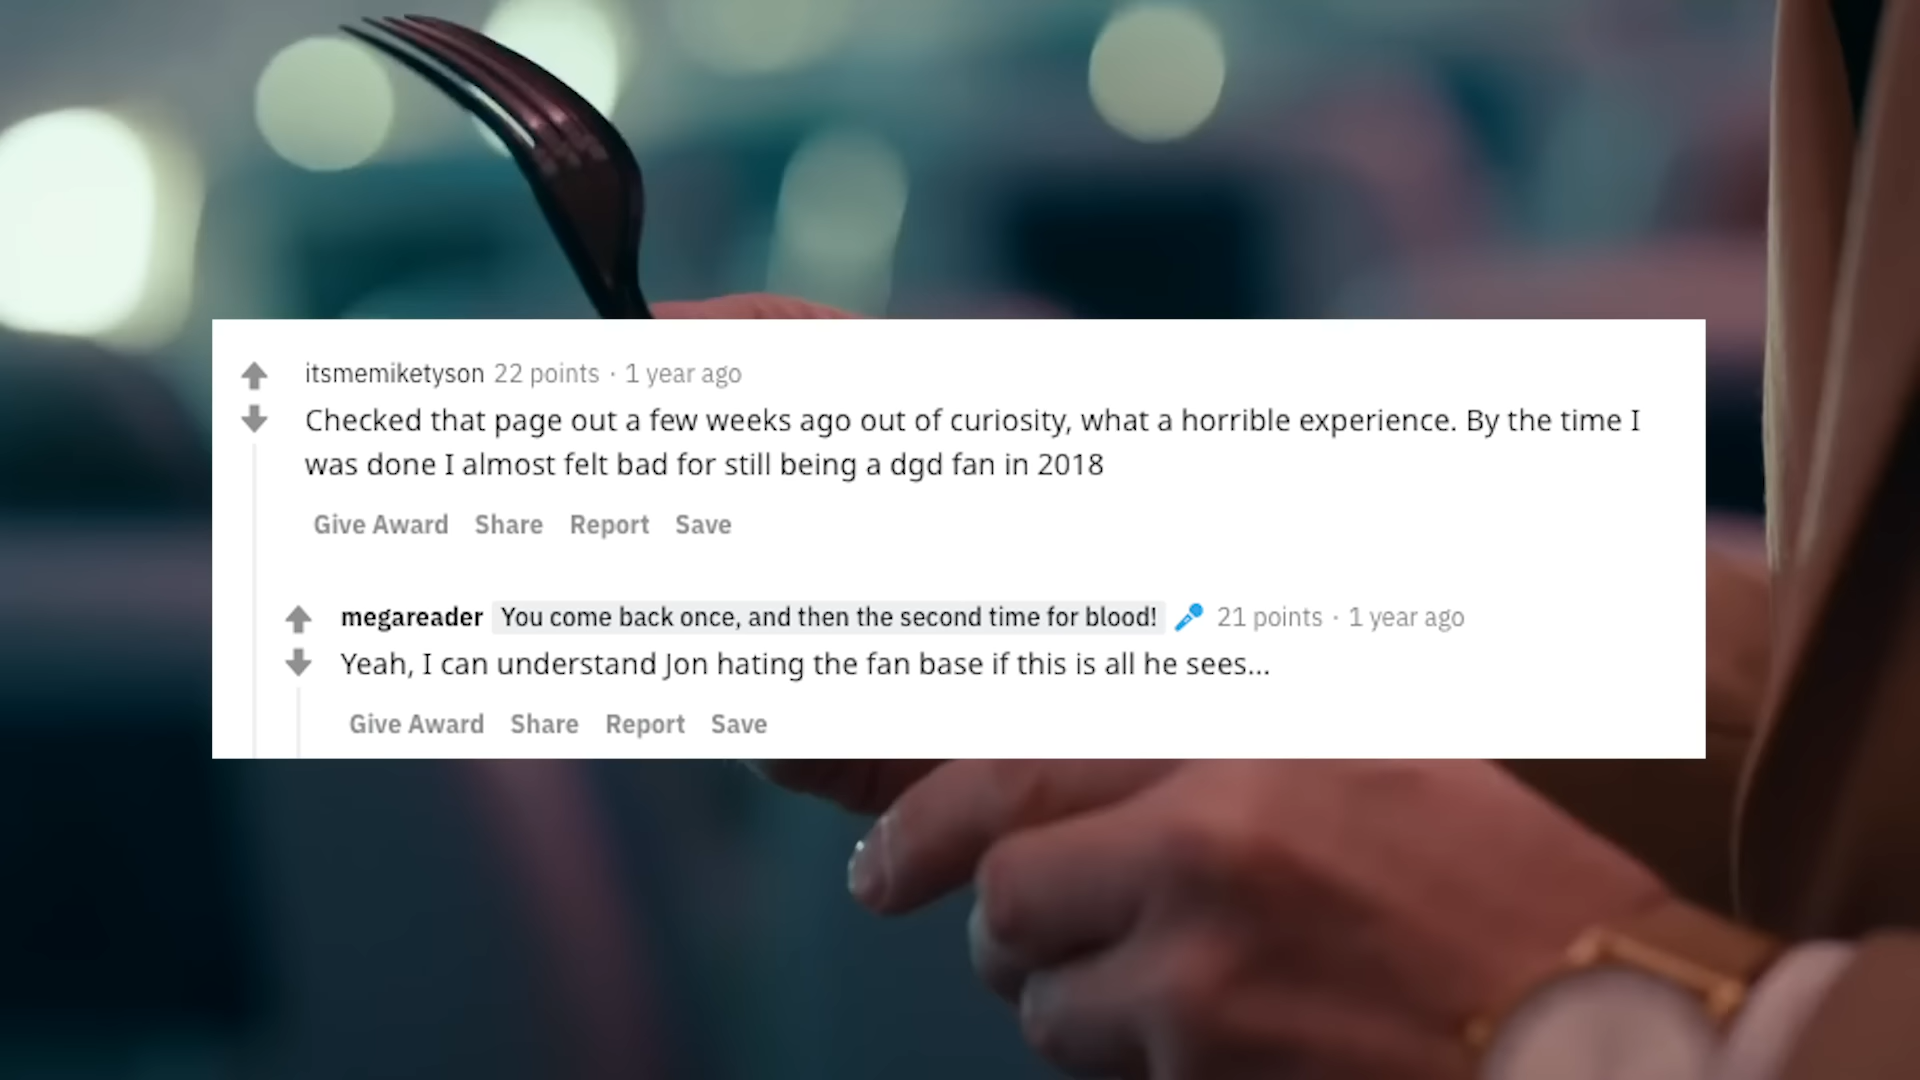 itsmemiketyson 22 points · 1 year ago
Checked that page out a few weeks ago out of curiosity, what a horrible experience. By the time I
was done I almost felt bad for still being a dgd fan in 2018
Give Award Share Report Save
megareader You come back once, and then the second time for blood! 🎤 21 points · 1 year ago
Yeah, I can understand Jon hating the fan base if this is all he sees...
Give Award Share Report Save